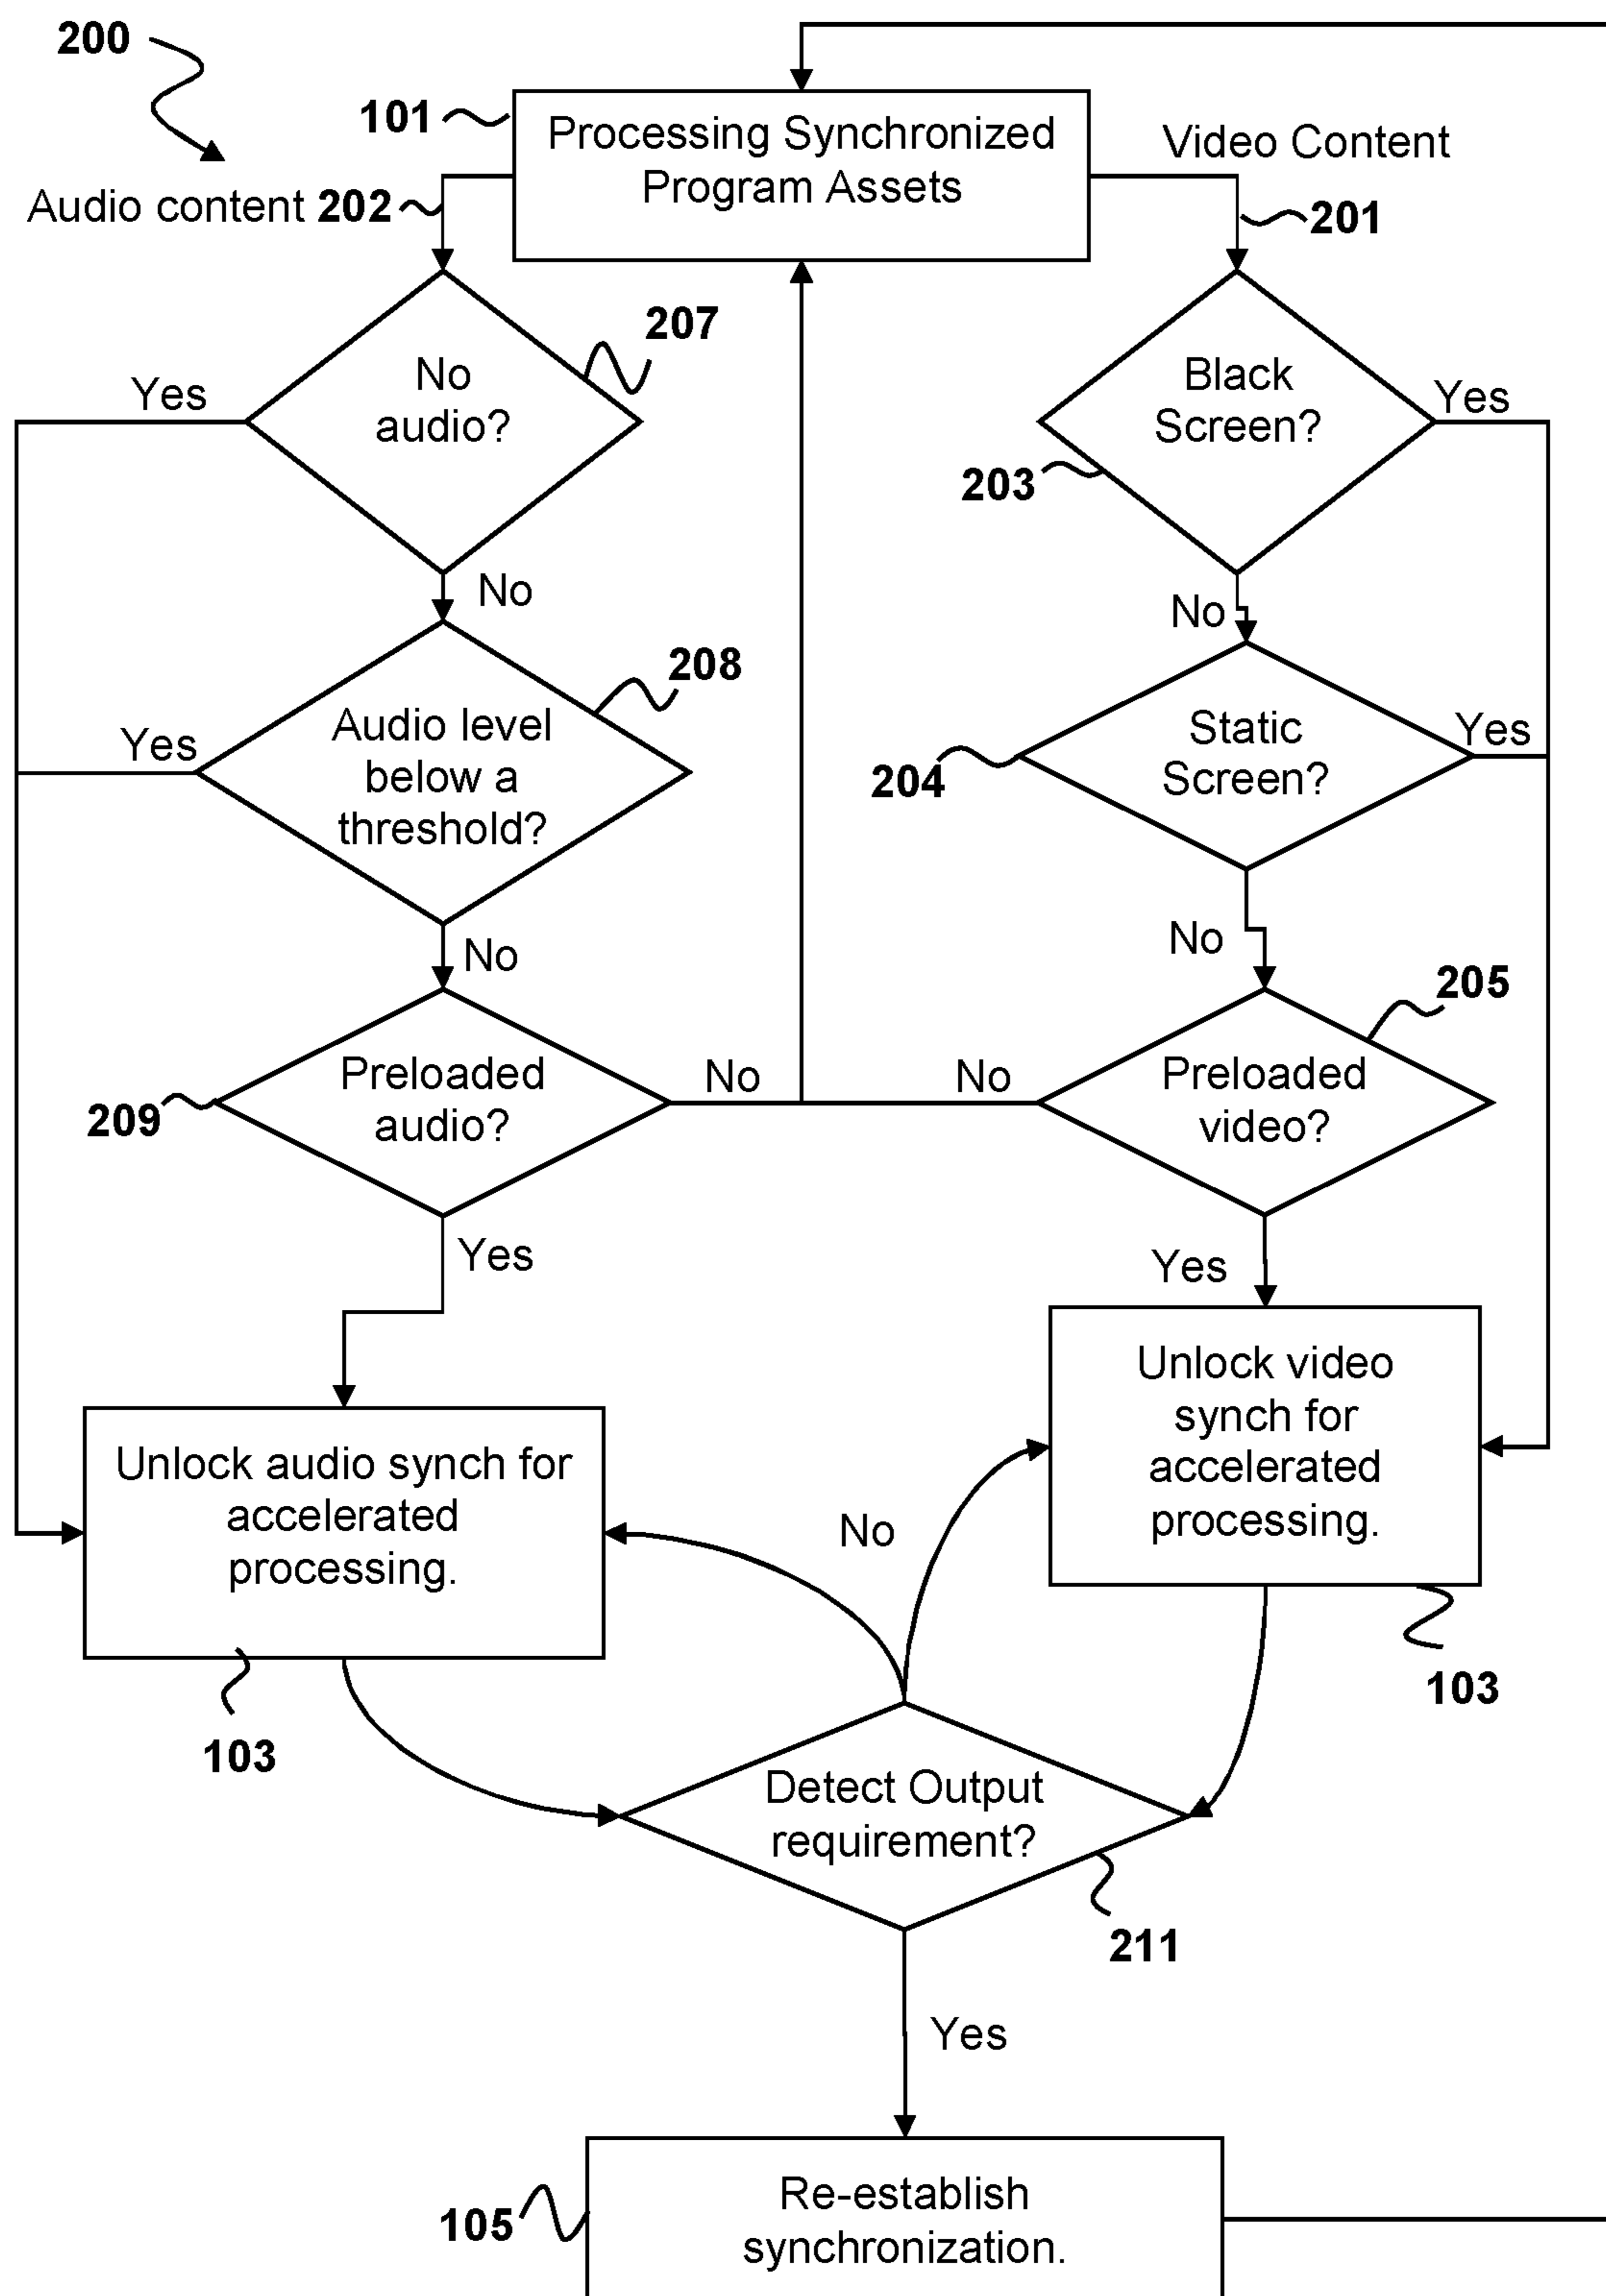 200
101
Processing Synchronized
Program Assets
Video Content
Audio content 202
201
207
No
audio?
Yes
Black
Screen?
Yes
203
No
No
208
Audio level
below a
threshold?
Yes
Static
Screen?
Yes
204
No
No
205
Preloaded
audio?
No
No
Preloaded
video?
209
Yes
Yes
Unlock video
synch for
accelerated
processing.
Unlock audio synch for
accelerated
processing.
No
103
103
Detect Output
requirement?
211
Yes
Re-establish
synchronization.
105